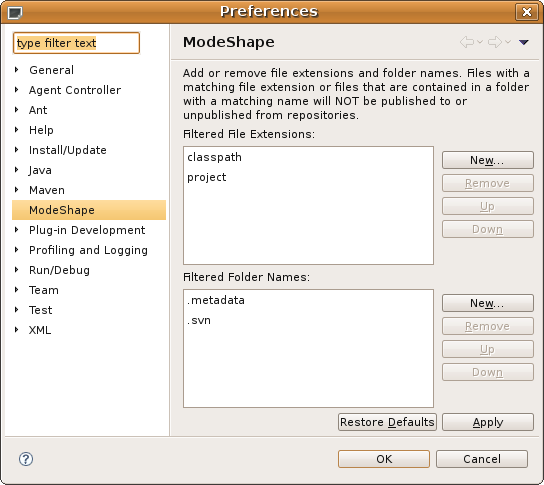 Preferences
type filter text
General
Agent Controller
Ant
Help
Install/Update
Java
Maven
ModeShape
Plug-in Development
Profiling and Logging
Run/Debug
Team
Test
XML
ModeShape
Add or remove file extensions and folder names. Files with a
matching file extension or files that are contained in a folder
with a matching name will NOT be published to or
unpublished from repositories.
Filtered File Extensions:
classpath
project
New...
Remove
Up
Down
Filtered Folder Names:
.metadata
.svn
New...
Remove
Up
Down
Restore Defaults
Apply
?
OK
Cancel